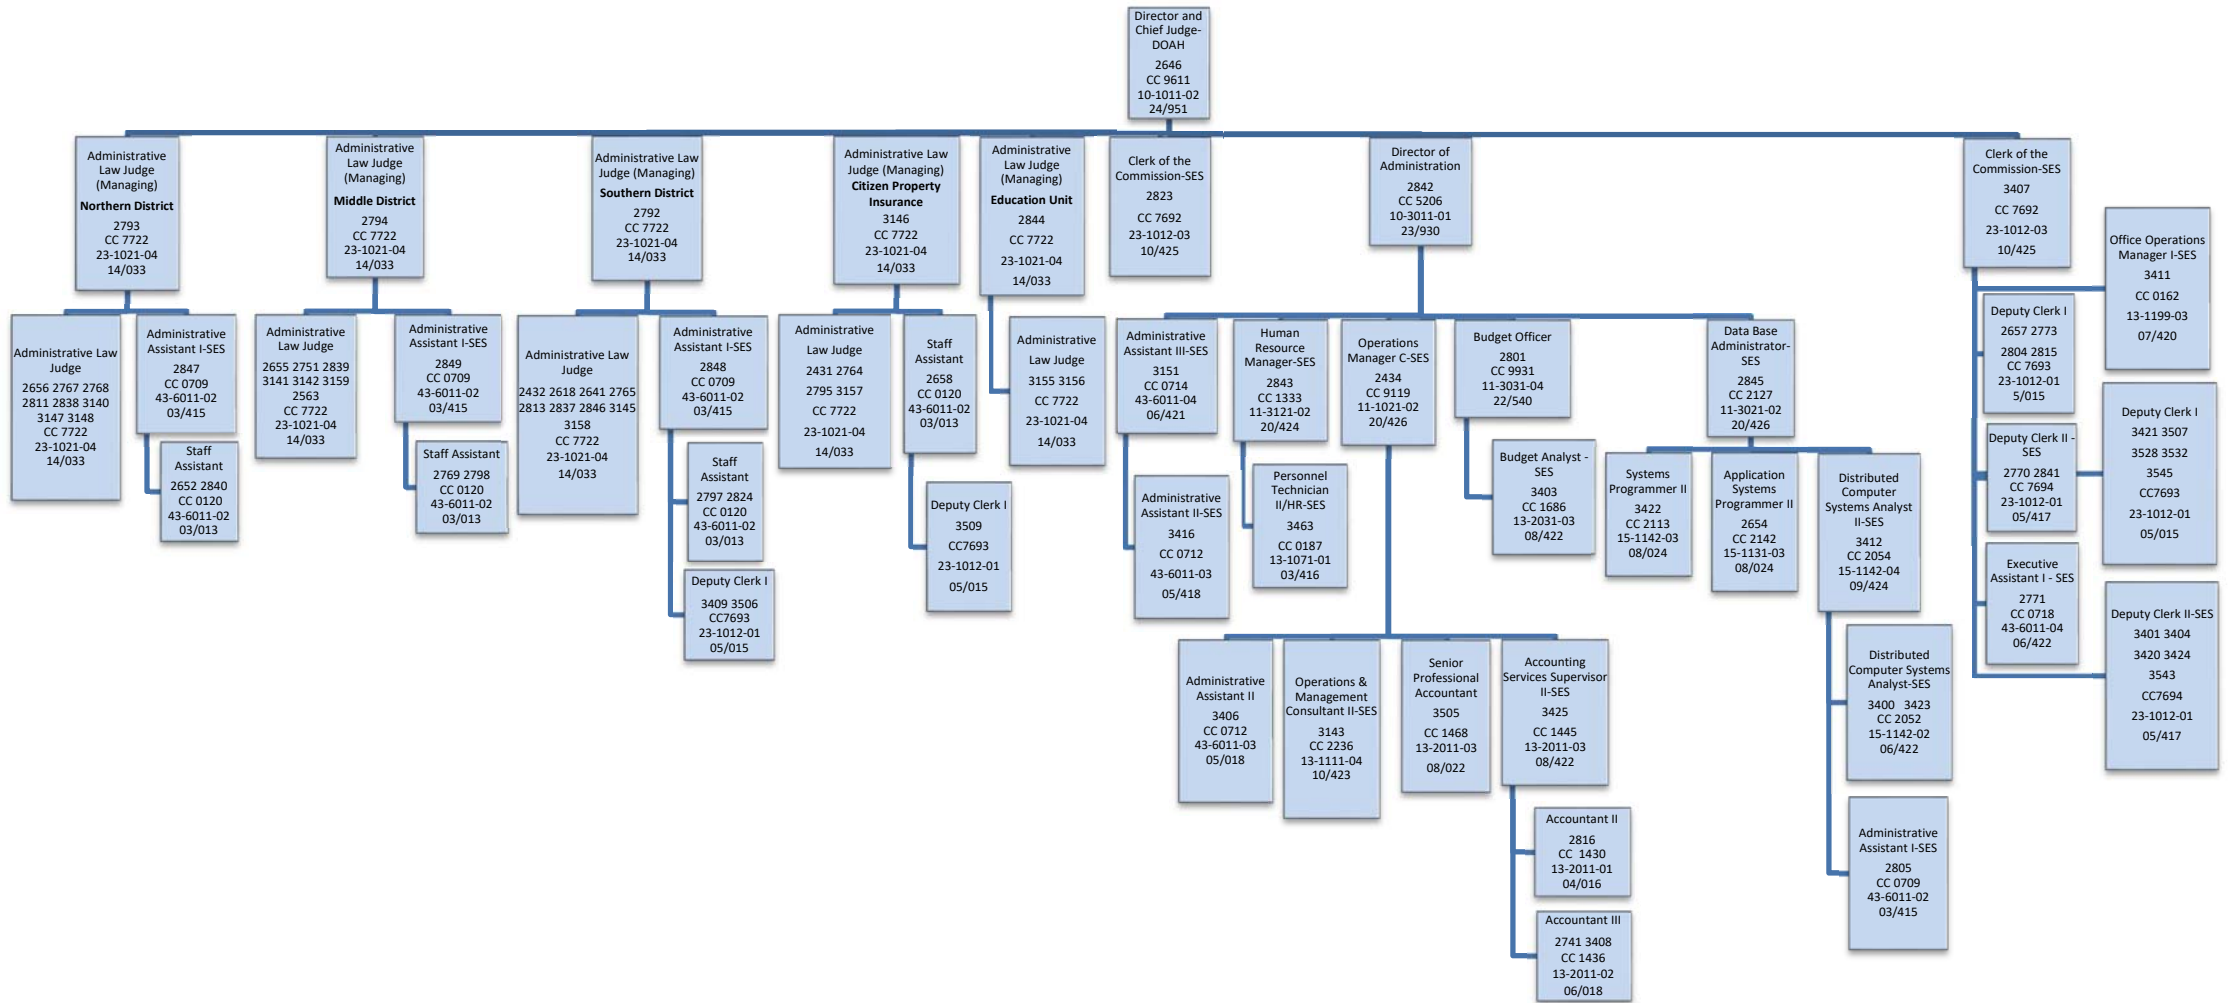 Director and
Chief Judge-
DOAH
2646
CC 9611
10-1011-02
24/951
Administrative
Law Judge
(Managing)
Northern District
2793
CC 7722
23-1021-04
14/033
Administrative
Law Judge
(Managing)
Middle District
2794
CC 7722
23-1021-04
14/033
Administrative Law
Judge (Managing)
Southern District
2792
CC 7722
23-1021-04
14/033
Administrative Law
Judge (Managing)
Citizen Property
Insurance
3146
CC 7722
23-1021-04
14/033
Administrative
Law Judge
(Managing)
Education Unit
2844
CC 7722
23-1021-04
14/033
Clerk of the
Commission-SES
2823
CC 7692
23-1012-03
10/425
Director of
Administration
2842
CC 5206
10-3011-01
23/930
Clerk of the
Commission-SES
3407
CC 7692
23-1012-03
10/425
Office Operations
Manager I-SES
3411
CC 0162
13-1199-03
07/420
Administrative Law
Judge
2656 2767 2768
2811 2838 3140
3147 3148
CC 7722
23-1021-04
14/033
Administrative
Assistant I-SES
2847
CC 0709
43-6011-02
03/415
Staff
Assistant
2652 2840
CC 0120
43-6011-02
03/013
Administrative
Law Judge
2655 2751 2839
3141 3142 3159
2563
CC 7722
23-1021-04
14/033
Administrative
Assistant I-SES
2849
CC 0709
43-6011-02
03/415
Staff Assistant
2769 2798
CC 0120
43-6011-02
03/013
Administrative Law
Judge
2432 2618 2641 2765
2813 2837 2846 3145
3158
CC 7722
23-1021-04
14/033
Administrative
Assistant I-SES
2848
CC 0709
43-6011-02
03/415
Staff
Assistant
2797 2824
CC 0120
43-6011-02
03/013
Deputy Clerk I
3409 3506
CC7693
23-1012-01
05/015
Administrative
Law Judge
2431 2764
2795 3157
CC 7722
23-1021-04
14/033
Staff
Assistant
2658
CC 0120
43-6011-02
03/013
Deputy Clerk I
3509
CC7693
23-1012-01
05/015
Administrative
Law Judge
3155 3156
CC 7722
23-1021-04
14/033
Administrative
Assistant III-SES
3151
CC 0714
43-6011-04
06/421
Administrative
Assistant II-SES
3416
CC 0712
43-6011-03
05/418
Human
Resource
Manager-SES
2843
CC 1333
11-3121-02
20/424
Personnel
Technician
II/HR-SES
3463
CC 0187
13-1071-01
03/416
Operations
Manager C-SES
2434
CC 9119
11-1021-02
20/426
Budget Officer
2801
CC 9931
11-3031-04
22/540
Budget Analyst -
SES
3403
CC 1686
13-2031-03
08/422
Data Base
Administrator-
SES
2845
CC 2127
11-3021-02
20/426
Systems
Programmer II
3422
CC 2113
15-1142-03
08/024
Application
Systems
Programmer II
2654
CC 2142
15-1131-03
08/024
Distributed
Computer
Systems Analyst
II-SES
3412
CC 2054
15-1142-04
09/424
Distributed
Computer Systems
Analyst-SES
3400 3423
CC 2052
15-1142-02
06/422
Administrative
Assistant I-SES
2805
CC 0709
43-6011-02
03/415
Administrative
Assistant II
3406
CC 0712
43-6011-03
05/018
Operations &
Management
Consultant II-SES
3143
CC 2236
13-1111-04
10/423
Senior
Professional
Accountant
3505
CC 1468
13-2011-03
08/022
Accounting
Services Supervisor
II-SES
3425
CC 1445
13-2011-03
08/422
Accountant II
2816
CC 1430
13-2011-01
04/016
Accountant III
2741 3408
CC 1436
13-2011-02
06/018
Deputy Clerk I
2657 2773
2804 2815
CC 7693
23-1012-01
5/015
Deputy Clerk II -
SES
2770 2841
CC 7694
23-1012-01
05/417
Executive
Assistant I - SES
2771
CC 0718
43-6011-04
06/422
Deputy Clerk I
3421 3507
3528 3532
3545
CC7693
23-1012-01
05/015
Deputy Clerk II-SES
3401 3404
3420 3424
3543
CC7694
23-1012-01
05/417